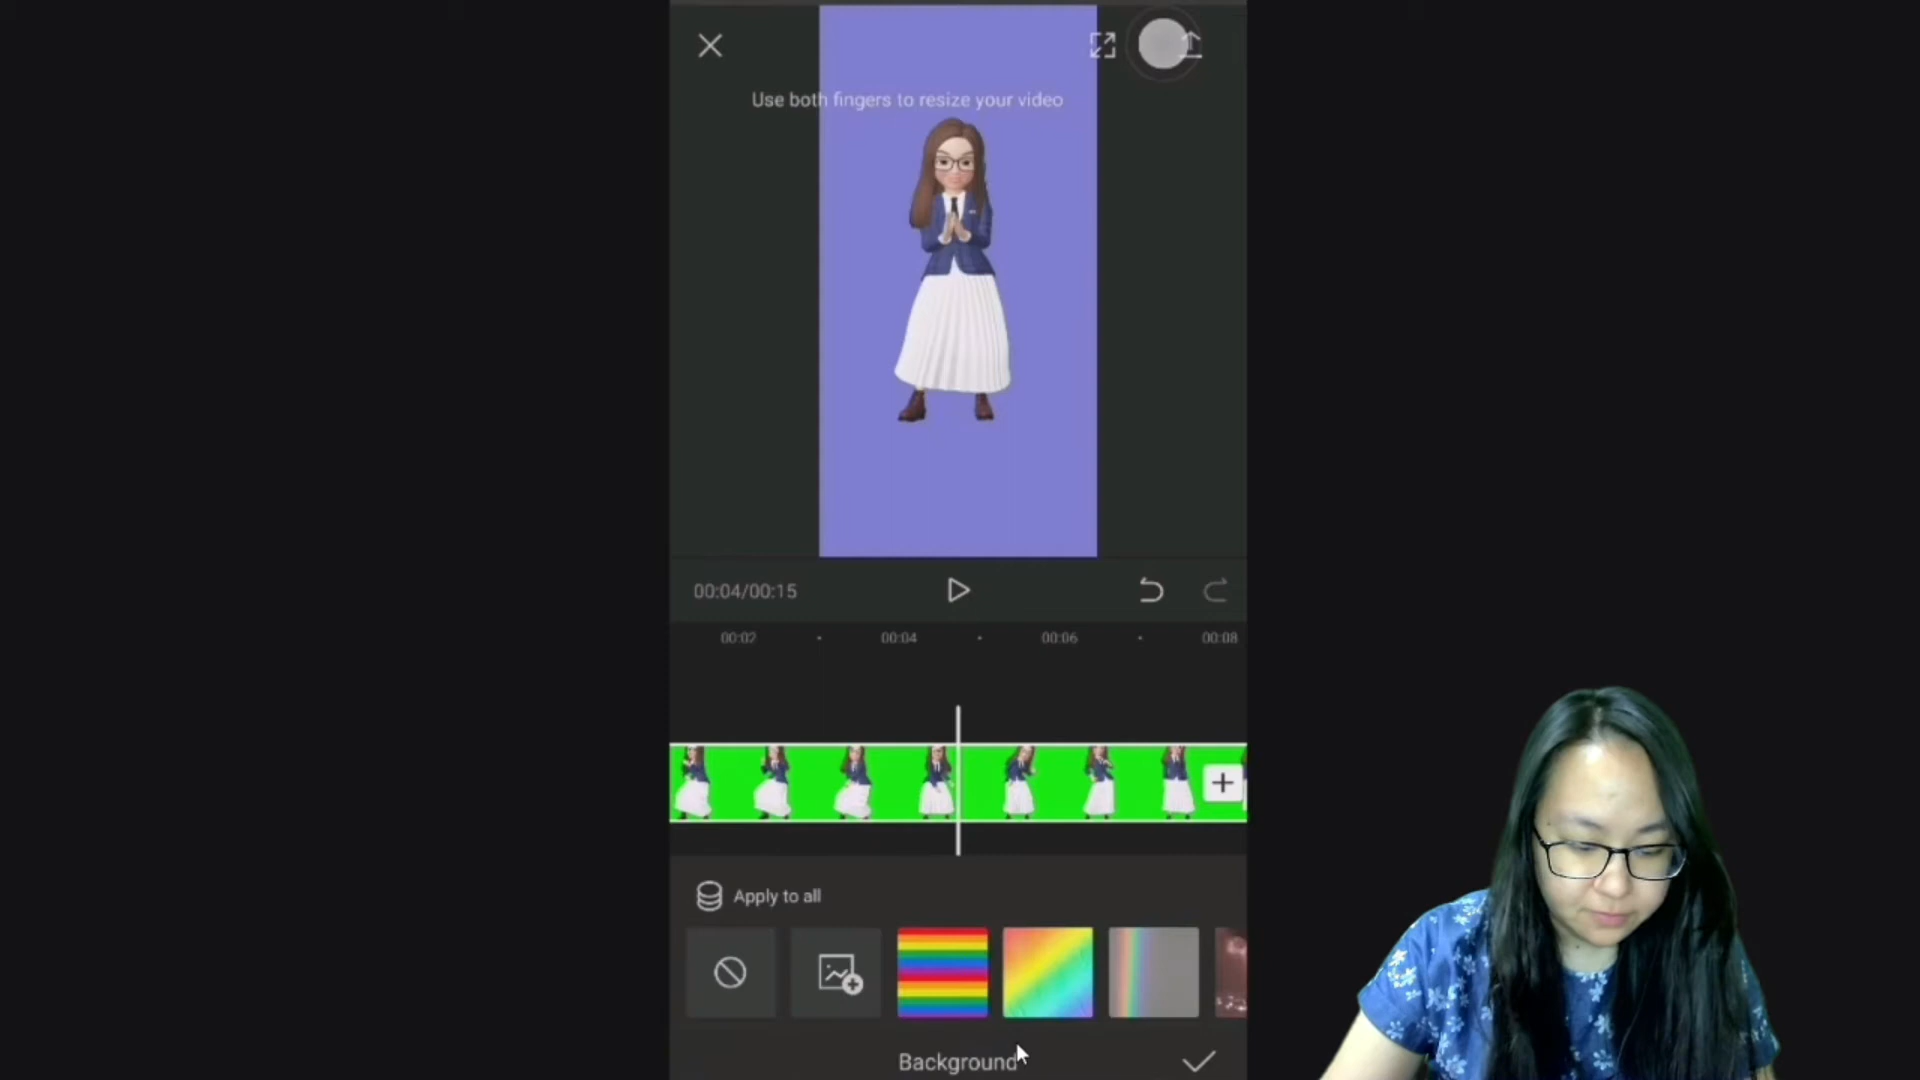 Use both fingers to resize your video
00:04/00:15
00:02 00:04 00:06 00:08
Apply to all
Background